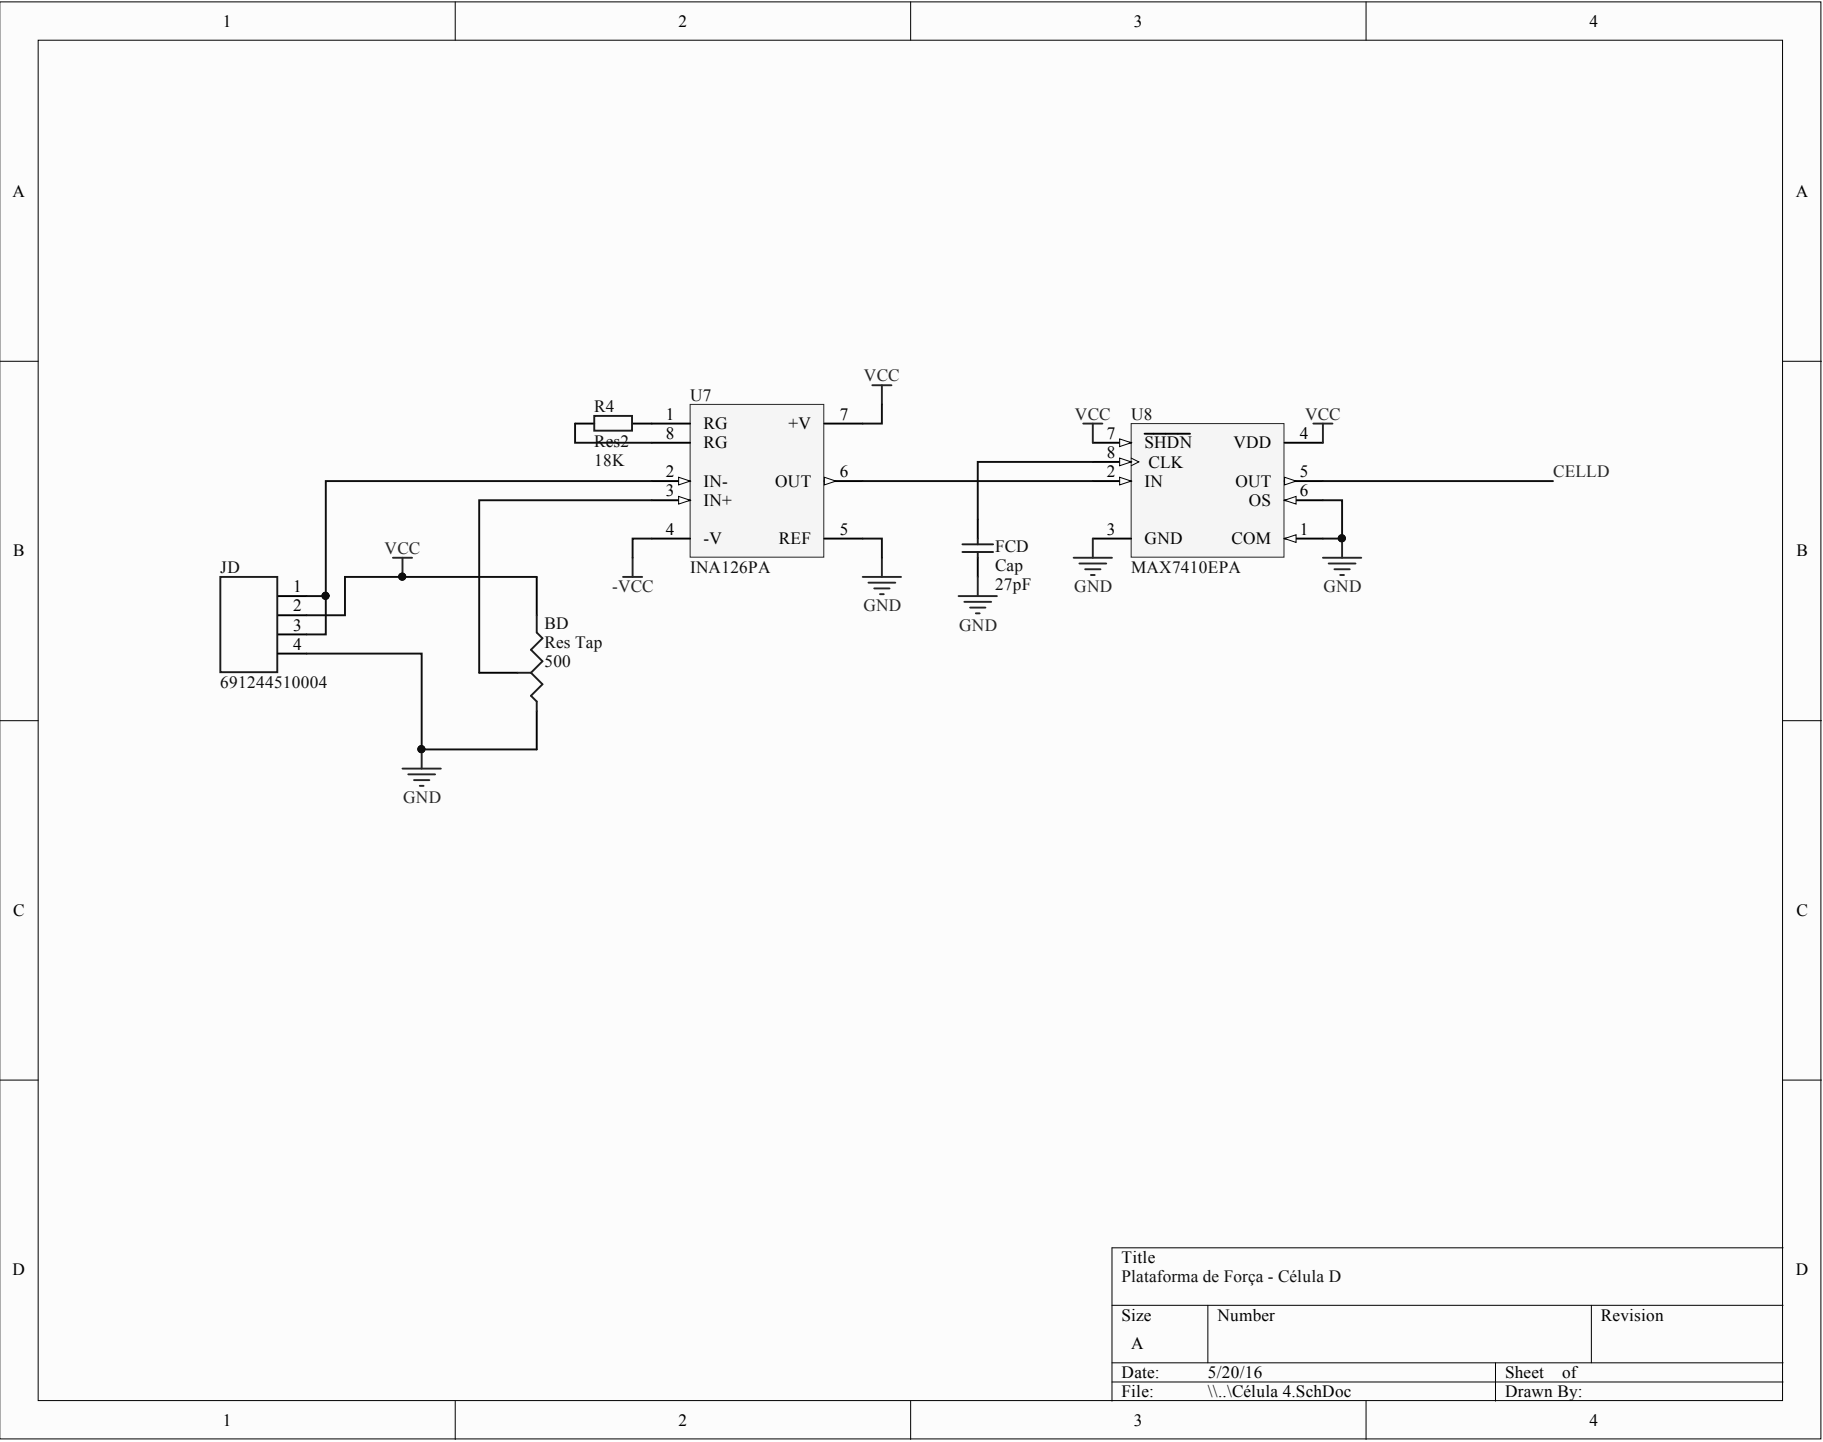 1 2 3 4
A A
VCC
U7
R4
1 RG +V 7
8 RG
Res2
18K
2 IN- OUT 6
3 IN+
4 -V REF 5
-VCC
INA126PA
GND
VCC U8 VCC
7 SHDN VDD 4
8 CLK
2 IN OUT 5
OS 6
3 GND COM 1
MAX7410EPA
GND
GND
CELLD
FCD
Cap
27pF
GND
B B
VCC
JD
1
2
3
4
691244510004
BD
Res Tap
500
GND
C C
D D
Title
Plataforma de Força - Célula D
Size Number Revision
A
Date: 5/20/16 Sheet of
File: \\..\Célula 4.SchDoc Drawn By:
1 2 3 4